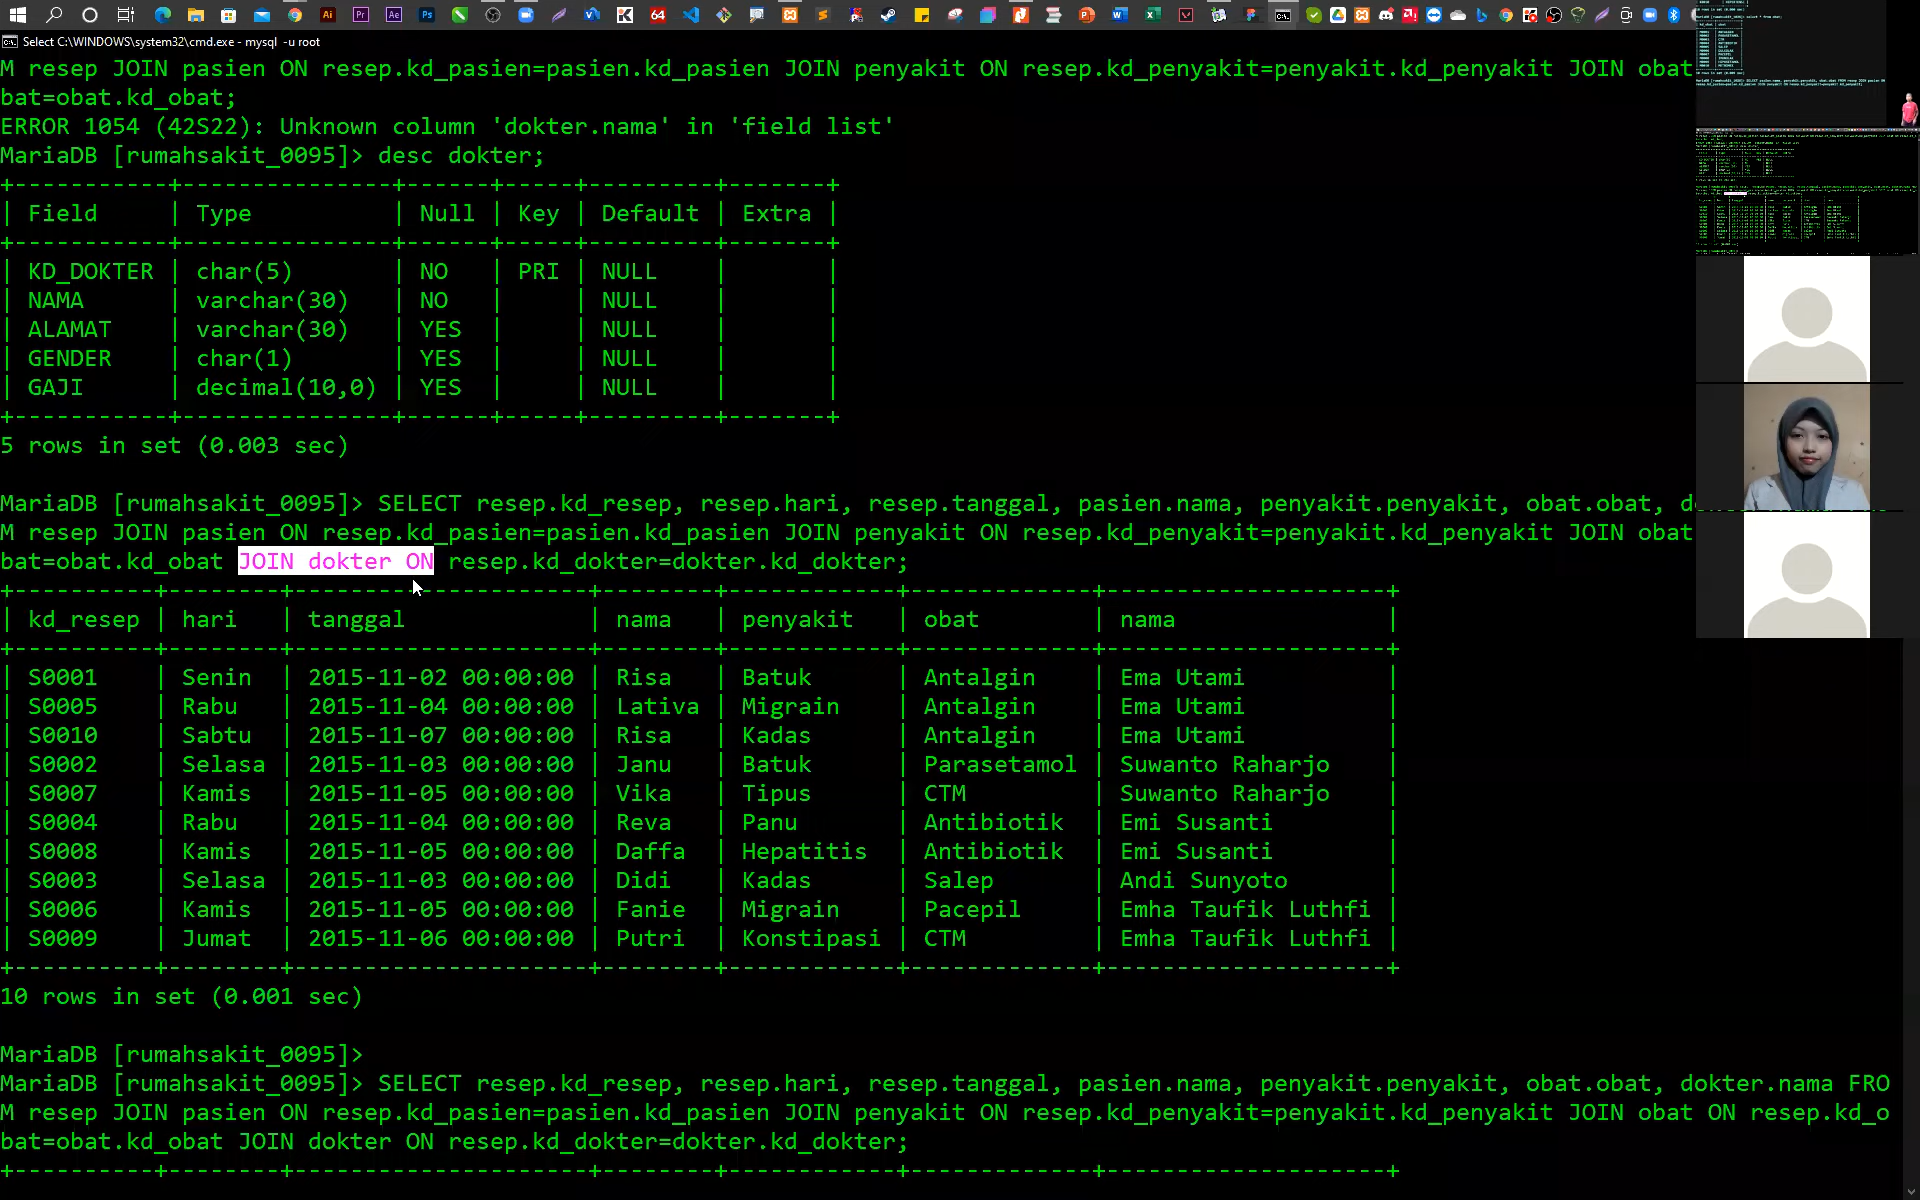 Select C:\WINDOWS\system32\cmd.exe - mysql  -u root
M resep JOIN pasien ON resep.kd_pasien=pasien.kd_pasien JOIN penyakit ON resep.kd_penyakit=penyakit.kd_penyakit JOIN obat
bat=obat.kd_obat;
ERROR 1054 (42S22): Unknown column 'dokter.nama' in 'field list'
MariaDB [rumahsakit_0095]> desc dokter;
+-----------+---------------+------+-----+---------+-------+
| Field     | Type          | Null | Key | Default | Extra |
+-----------+---------------+------+-----+---------+-------+
| KD_DOKTER | char(5)       | NO   | PRI | NULL    |       |
| NAMA      | varchar(30)   | NO   |     | NULL    |       |
| ALAMAT    | varchar(30)   | YES  |     | NULL    |       |
| GENDER    | char(1)       | YES  |     | NULL    |       |
| GAJI      | decimal(10,0) | YES  |     | NULL    |       |
+-----------+---------------+------+-----+---------+-------+
5 rows in set (0.003 sec)
MariaDB [rumahsakit_0095]> SELECT resep.kd_resep, resep.hari, resep.tanggal, pasien.nama, penyakit.penyakit, obat.obat,
M resep JOIN pasien ON resep.kd_pasien=pasien.kd_pasien JOIN penyakit ON resep.kd_penyakit=penyakit.kd_penyakit JOIN obat
bat=obat.kd_obat JOIN dokter ON resep.kd_dokter=dokter.kd_dokter;
+----------+--------+---------------------+--------+------------+-------------+--------------------+
| kd_resep | hari   | tanggal             | nama   | penyakit   | obat        | nama               |
+----------+--------+---------------------+--------+------------+-------------+--------------------+
| S0001    | Senin  | 2015-11-02 00:00:00 | Risa   | Batuk      | Antalgin    | Ema Utami          |
| S0005    | Rabu   | 2015-11-04 00:00:00 | Lativa | Migrain    | Antalgin    | Ema Utami          |
| S0010    | Sabtu  | 2015-11-07 00:00:00 | Risa   | Kadas      | Antalgin    | Ema Utami          |
| S0002    | Selasa | 2015-11-03 00:00:00 | Janu   | Batuk      | Parasetamol | Suwanto Raharjo    |
| S0007    | Kamis  | 2015-11-05 00:00:00 | Vika   | Tipus      | CTM         | Suwanto Raharjo    |
| S0004    | Rabu   | 2015-11-04 00:00:00 | Reva   | Panu       | Antibiotik  | Emi Susanti        |
| S0008    | Kamis  | 2015-11-05 00:00:00 | Daffa  | Hepatitis  | Antibiotik  | Emi Susanti        |
| S0003    | Selasa | 2015-11-03 00:00:00 | Didi   | Kadas      | Salep       | Andi Sunyoto       |
| S0006    | Kamis  | 2015-11-05 00:00:00 | Fanie  | Migrain    | Pacepil     | Emha Taufik Luthfi |
| S0009    | Jumat  | 2015-11-06 00:00:00 | Putri  | Konstipasi | CTM         | Emha Taufik Luthfi |
+----------+--------+---------------------+--------+------------+-------------+--------------------+
10 rows in set (0.001 sec)
MariaDB [rumahsakit_0095]>
MariaDB [rumahsakit_0095]> SELECT resep.kd_resep, resep.hari, resep.tanggal, pasien.nama, penyakit.penyakit, obat.obat, dokter.nama FRO
M resep JOIN pasien ON resep.kd_pasien=pasien.kd_pasien JOIN penyakit ON resep.kd_penyakit=penyakit.kd_penyakit JOIN obat ON resep.kd_o
bat=obat.kd_obat JOIN dokter ON resep.kd_dokter=dokter.kd_dokter;
+----------+--------+---------------------+--------+------------+-------------+--------------------+